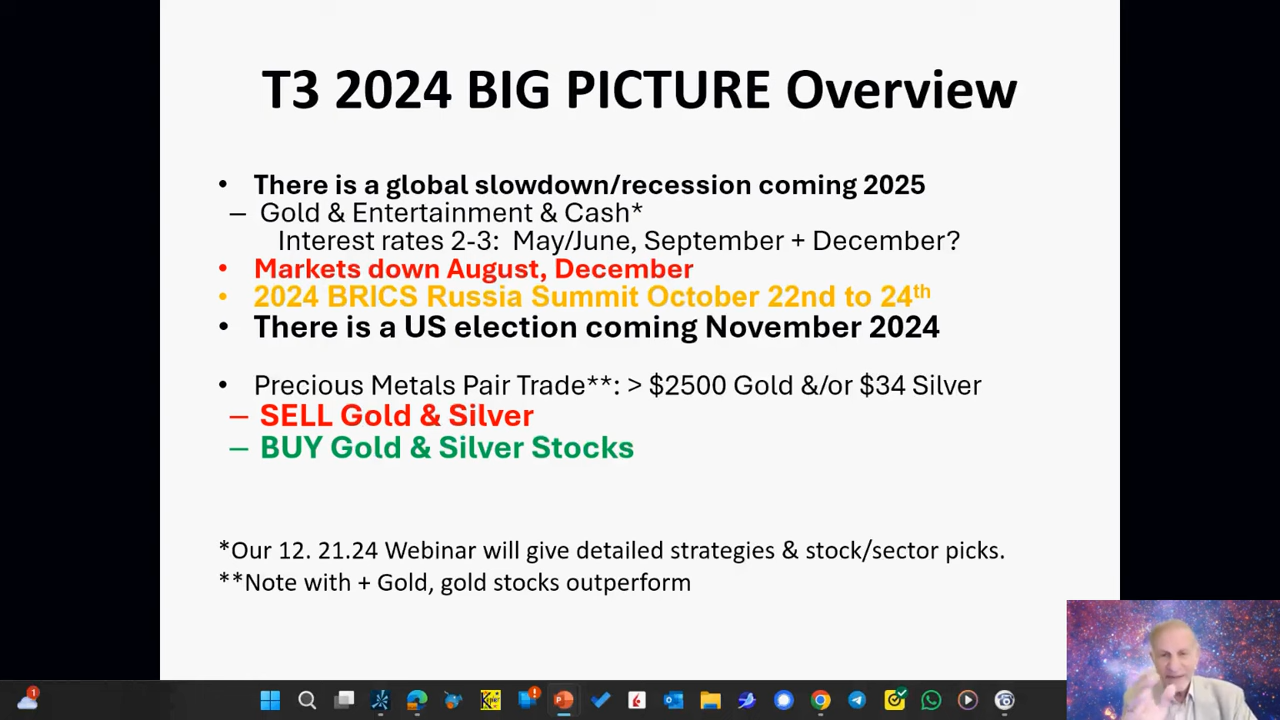 T3 2024 BIG PICTURE Overview
• There is a global slowdown/recession coming 2025
– Gold & Entertainment & Cash*
Interest rates 2-3: May/June, September + December?
• Markets down August, December
• 2024 BRICS Russia Summit October 22nd to 24th
• There is a US election coming November 2024
• Precious Metals Pair Trade**: > $2500 Gold &/or $34 Silver
– SELL Gold & Silver
– BUY Gold & Silver Stocks
*Our 12. 21.24 Webinar will give detailed strategies & stock/sector picks.
**Note with + Gold, gold stocks outperform
1